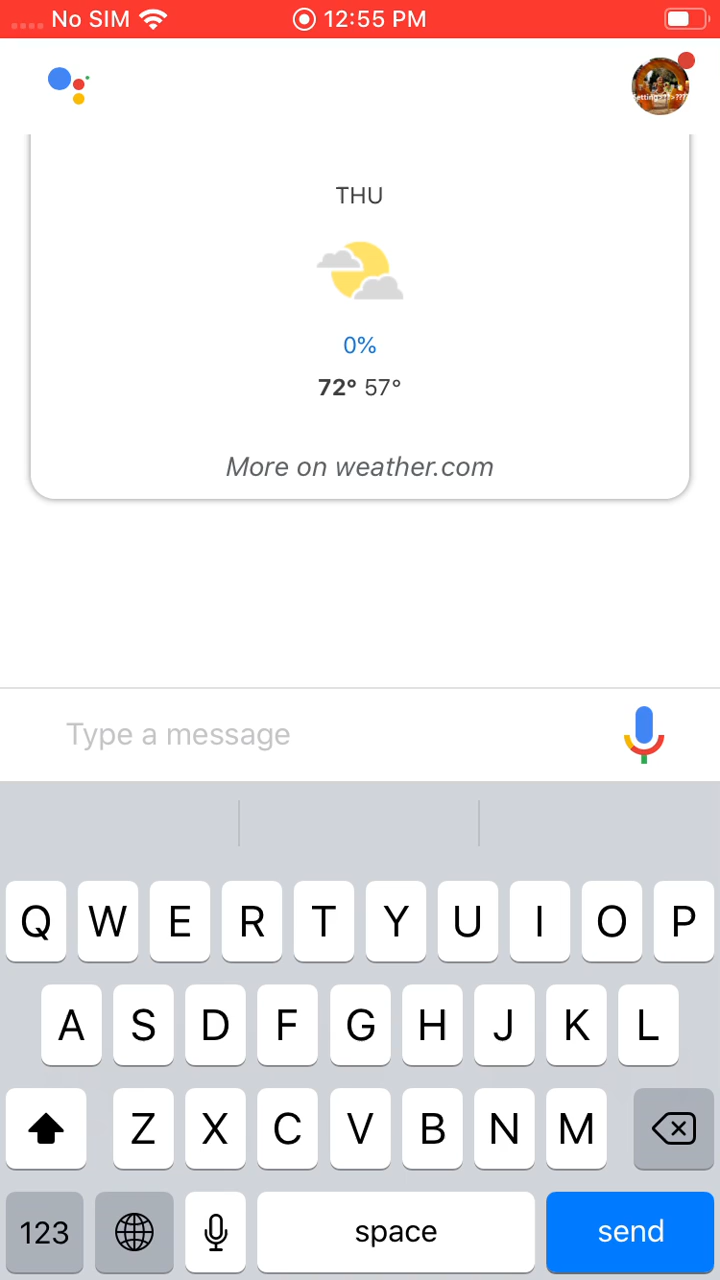 No SIM 12:55 PM
THU
0%
72° 57°
More on weather.com
Type a message
Q W E R T Y U I O P
A S D F G H J K L
Z X C V B N M
123 space send